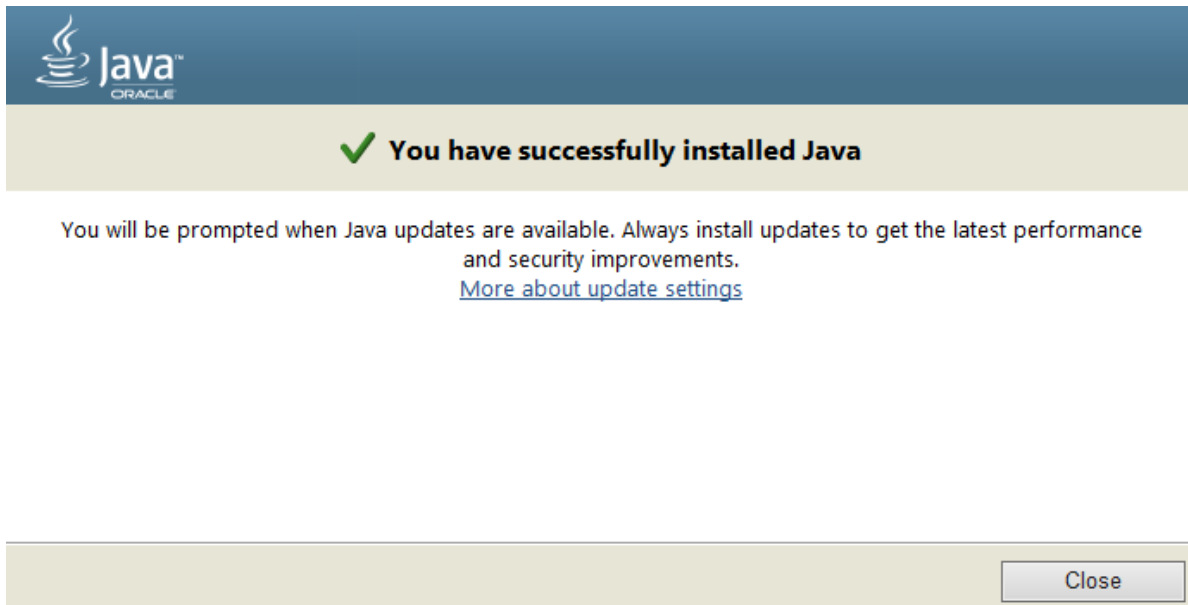 Java™
ORACLE
You have successfully installed Java
You will be prompted when Java updates are available. Always install updates to get the latest performance
and security improvements.
More about update settings
Close